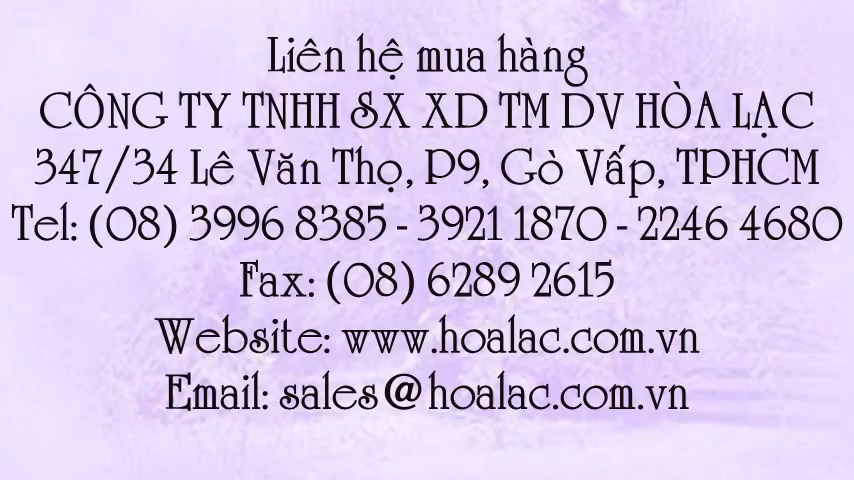 Liên hệ mua hàng
CÔNG TY TNHH SX XD TM DV HÒA LẠC
347/34 Lê Văn Thọ, P9, Gò Vấp, TPHCM
Tel: (08) 3996 8385 - 3921 1870 - 2246 4680
Fax: (08) 6289 2615
Website: www.hoalac.com.vn
Email: sales@hoalac.com.vn